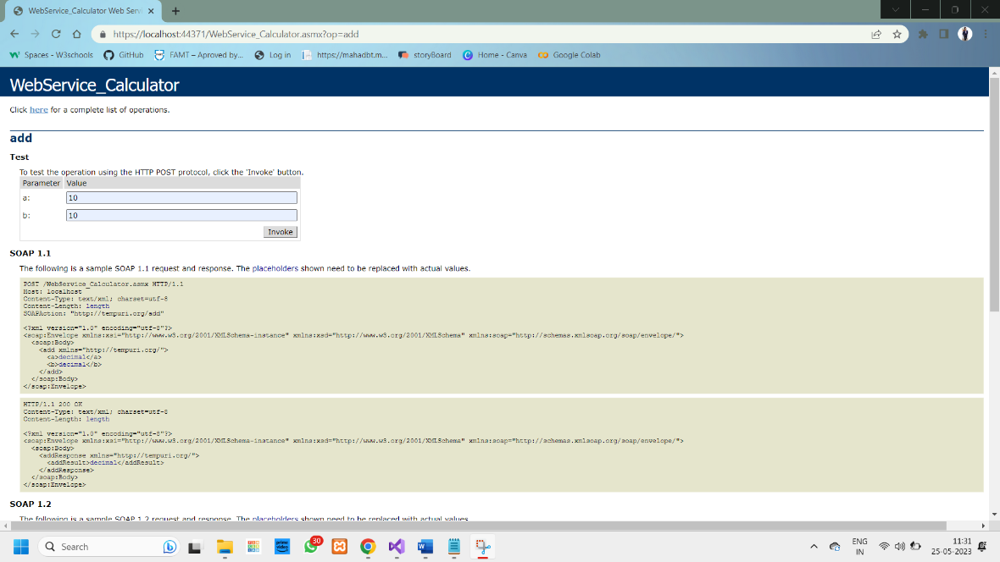 WebService_Calculator Web Servi
https://localhost:44371/WebService_Calculator.asmx?op=add
Spaces - W3schools GitHub FAMT – Aproved by... Log in https://mahadbt.m... storyBoard Home - Canva Google Colab
WebService_Calculator
Click here for a complete list of operations.
add
Test
To test the operation using the HTTP POST protocol, click the 'Invoke' button.
Parameter Value
a: 10
b: 10
Invoke
SOAP 1.1
The following is a sample SOAP 1.1 request and response. The placeholders shown need to be replaced with actual values.
POST /WebService_Calculator.asmx HTTP/1.1
Host: localhost
Content-Type: text/xml; charset=utf-8
Content-Length: length
SOAPAction: "http://tempuri.org/add"
<?xml version="1.0" encoding="utf-8"?>
<soap:Envelope xmlns:xsi="http://www.w3.org/2001/XMLSchema-instance" xmlns:xsd="http://www.w3.org/2001/XMLSchema" xmlns:soap="http://schemas.xmlsoap.org/soap/envelope/">
<soap:Body>
<add xmlns="http://tempuri.org/">
<a>decimal</a>
<b>decimal</b>
</add>
</soap:Body>
</soap:Envelope>
HTTP/1.1 200 OK
Content-Type: text/xml; charset=utf-8
Content-Length: length
<?xml version="1.0" encoding="utf-8"?>
<soap:Envelope xmlns:xsi="http://www.w3.org/2001/XMLSchema-instance" xmlns:xsd="http://www.w3.org/2001/XMLSchema" xmlns:soap="http://schemas.xmlsoap.org/soap/envelope/">
<soap:Body>
<addResponse xmlns="http://tempuri.org/">
<addResult>decimal</addResult>
</addResponse>
</soap:Body>
</soap:Envelope>
SOAP 1.2
The following is a sample SOAP 1.2 request and response. The placeholders shown need to be replaced with actual values.
Search
prime video
30
ENG
IN
11:31
25-05-2023